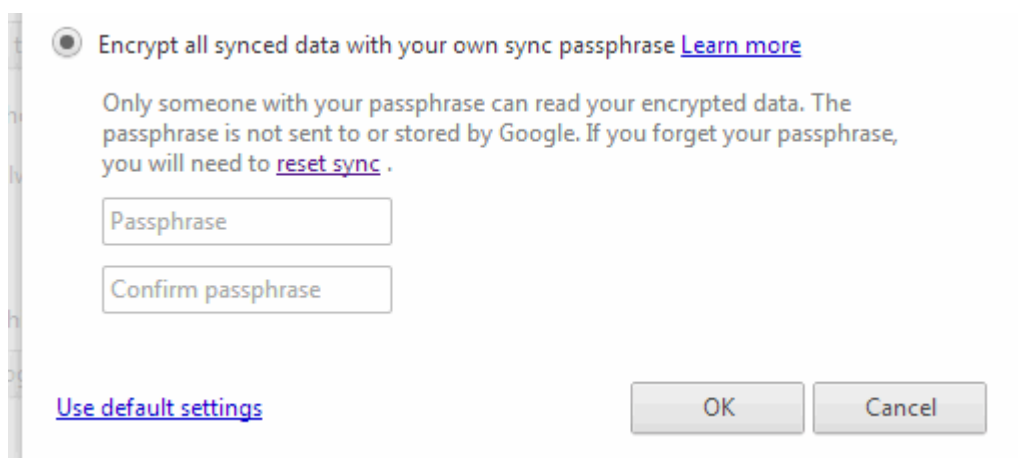 Encrypt all synced data with your own sync passphrase Learn more
Only someone with your passphrase can read your encrypted data. The
passphrase is not sent to or stored by Google. If you forget your passphrase,
you will need to reset sync .
Passphrase
Confirm passphrase
Use default settings OK Cancel